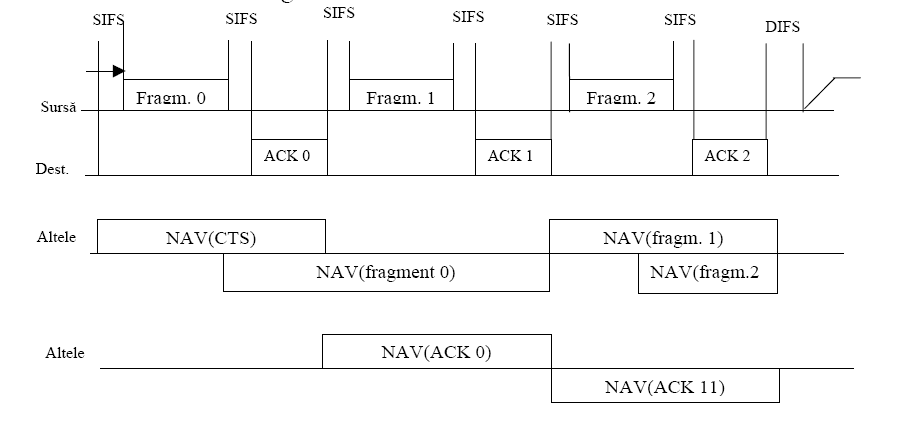 SIFS SIFS SIFS SIFS SIFS SIFS DIFS
Sursă Fragm. 0 Fragm. 1 Fragm. 2
Dest. ACK 0 ACK 1 ACK 2
Altele NAV(CTS) NAV(fragm. 1)
NAV(fragment 0) NAV(fragm.2
Altele NAV(ACK 0)
NAV(ACK 11)